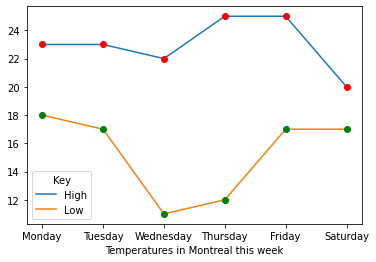 24
22
20
18
16
14
12
Key
High
Low
Monday Tuesday Wednesday Thursday Friday Saturday
Temperatures in Montreal this week